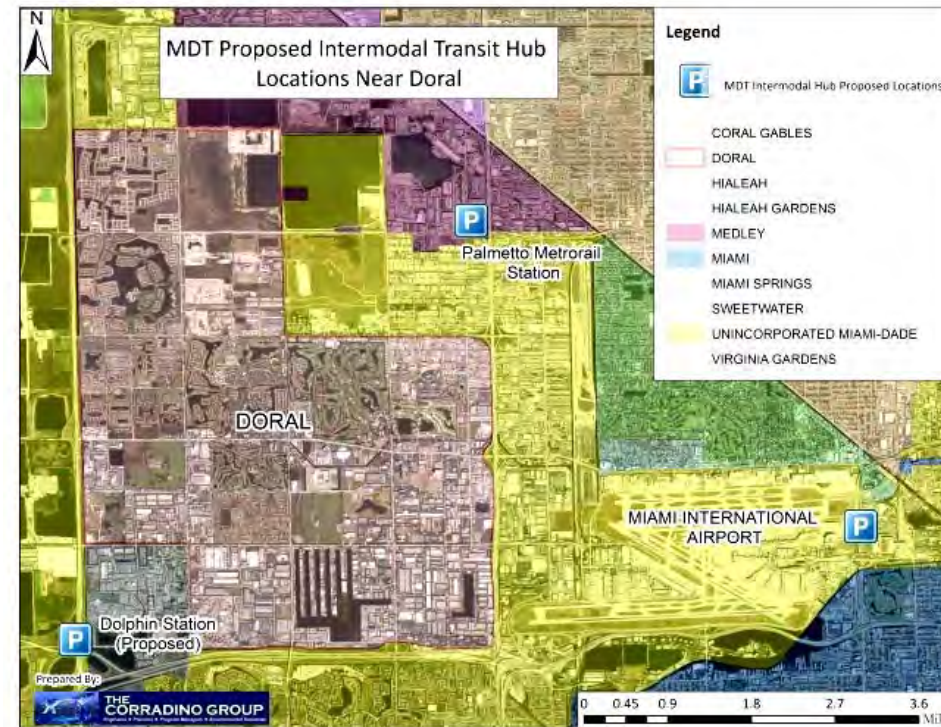 N
MDT Proposed Intermodal Transit Hub
Locations Near Doral
Legend
P
MDT Intermodal Hub Proposed Locations
CORAL GABLES
DORAL
HIALEAH
HIALEAH GARDENS
MEDLEY
MIAMI
MIAMI SPRINGS
SWEETWATER
UNINCORPORATED MIAMI-DADE
VIRGINIA GARDENS
P
Palmetto Metrorail
Station
DORAL
MIAMI INTERNATIONAL
AIRPORT
P
P
Dolphin Station
(Proposed)
Prepared By:
THE
CORRADINO GROUP
0 0.45 0.9 1.8 2.7 3.6